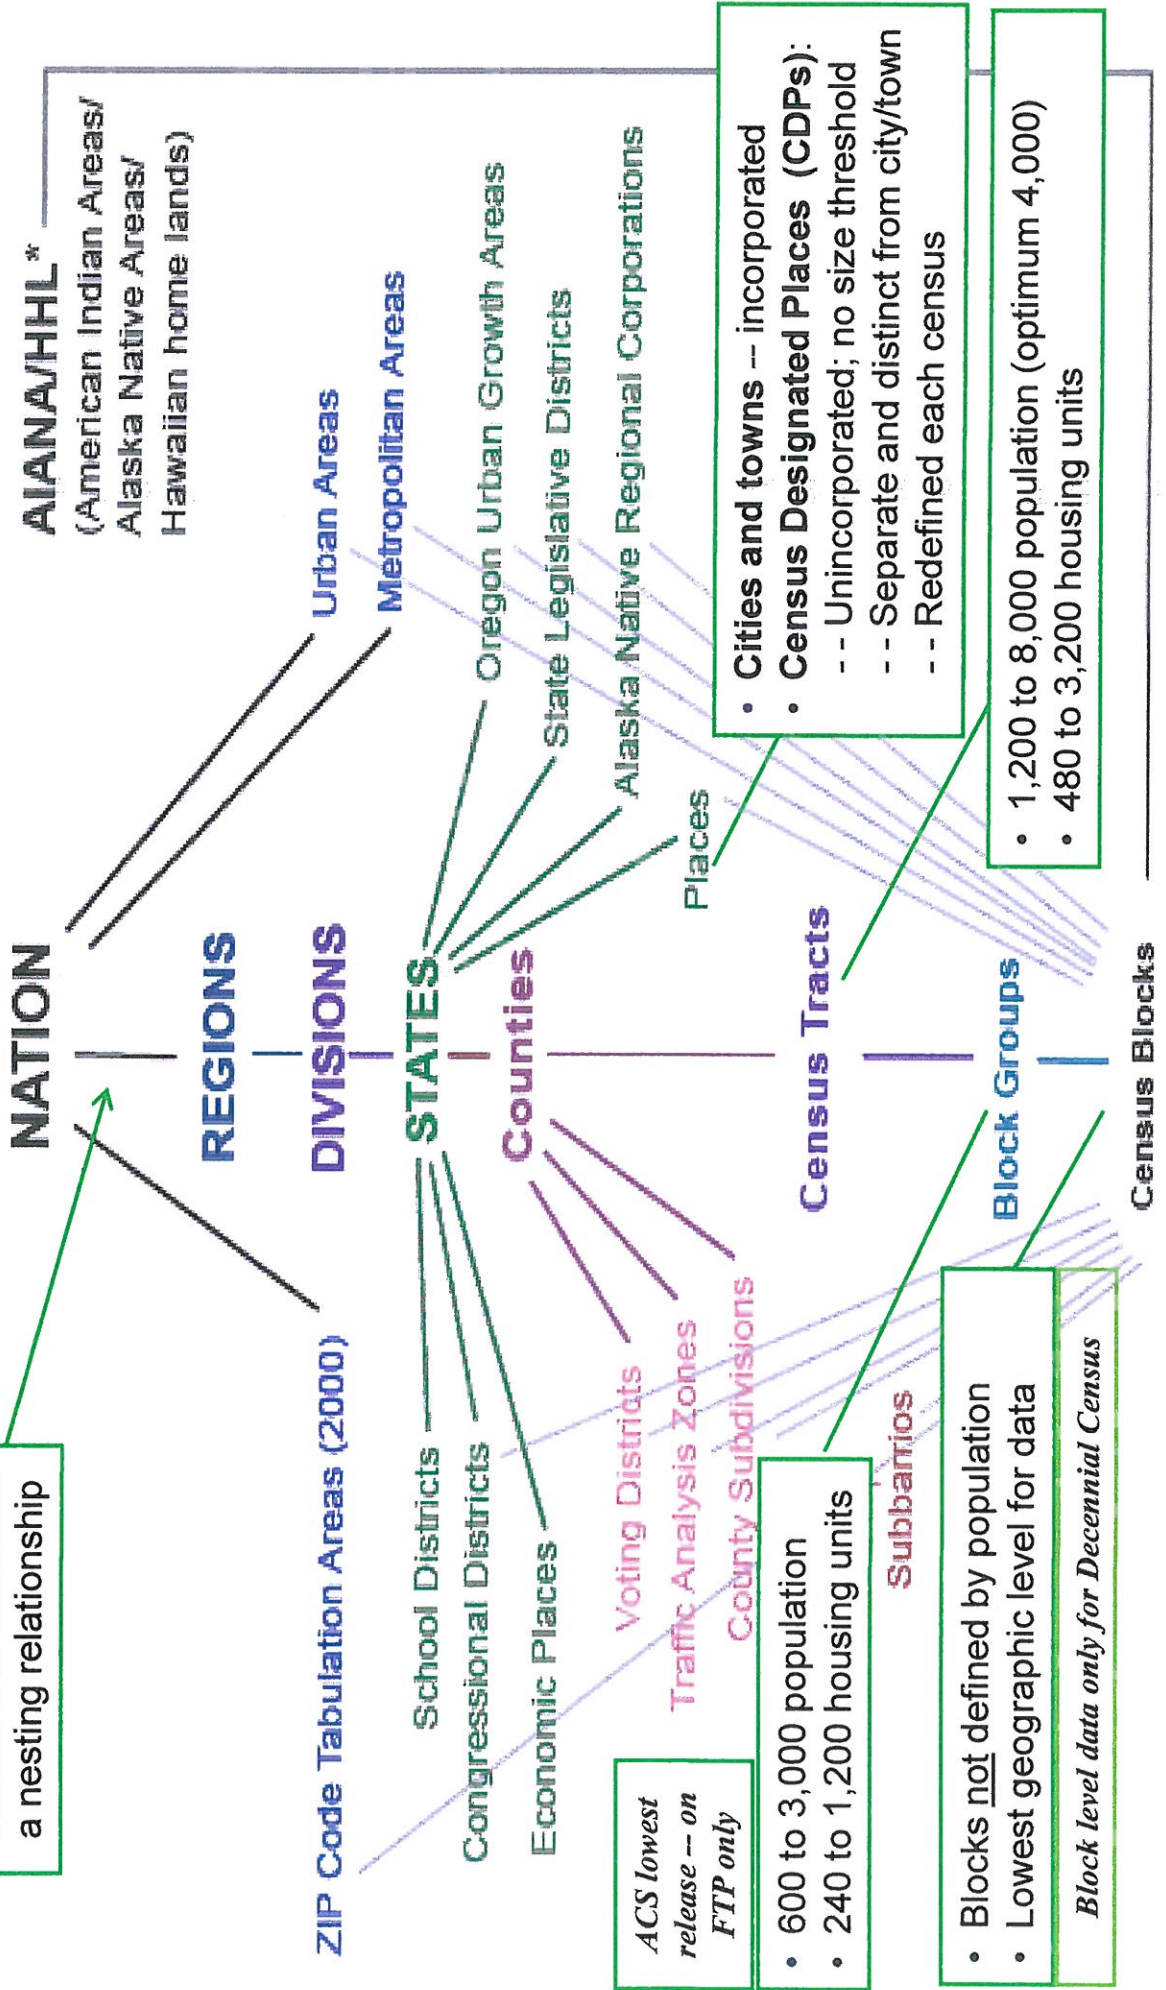 a nesting relationship
NATION
AIANA/HHL*
(American Indian Areas/
Alaska Native Areas/
Hawaiian home lands)
REGIONS
ZIP Code Tabulation Areas (2000)
DIVISIONS
Urban Areas
Metropolitan Areas
School Districts
Congressional Districts
Economic Places
STATES
Oregon Urban Growth Areas
State Legislative Districts
Alaska Native Regional Corporations
Places
Counties
Voting Districts
Traffic Analysis Zones
County Subdivisions
Subbarrios
• Cities and towns -- incorporated
• Census Designated Places (CDPs):
- - Unincorporated; no size threshold
- - Separate and distinct from city/town
- - Redefined each census
Census Tracts
• 1,200 to 8,000 population (optimum 4,000)
• 480 to 3,200 housing units
ACS lowest
release -- on
FTP only
• 600 to 3,000 population
• 240 to 1,200 housing units
Block Groups
• Blocks not defined by population
• Lowest geographic level for data
Block level data only for Decennial Census
Census Blocks